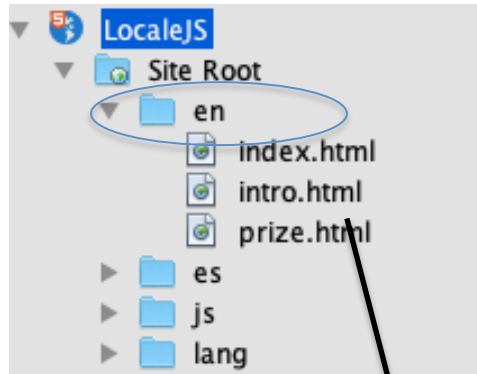 LocaleJS
Site Root
en
index.html
intro.html
prize.html
es
js
lang